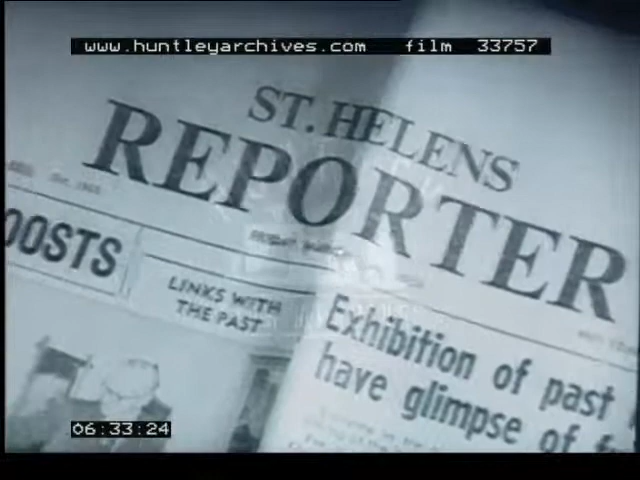 www.huntleyarchives.com film 33757
ST. HELENS
REPORTER
OOSTS
LINKS WITH
THE PAST
Exhibition of past
have glimpse of
06:33:24